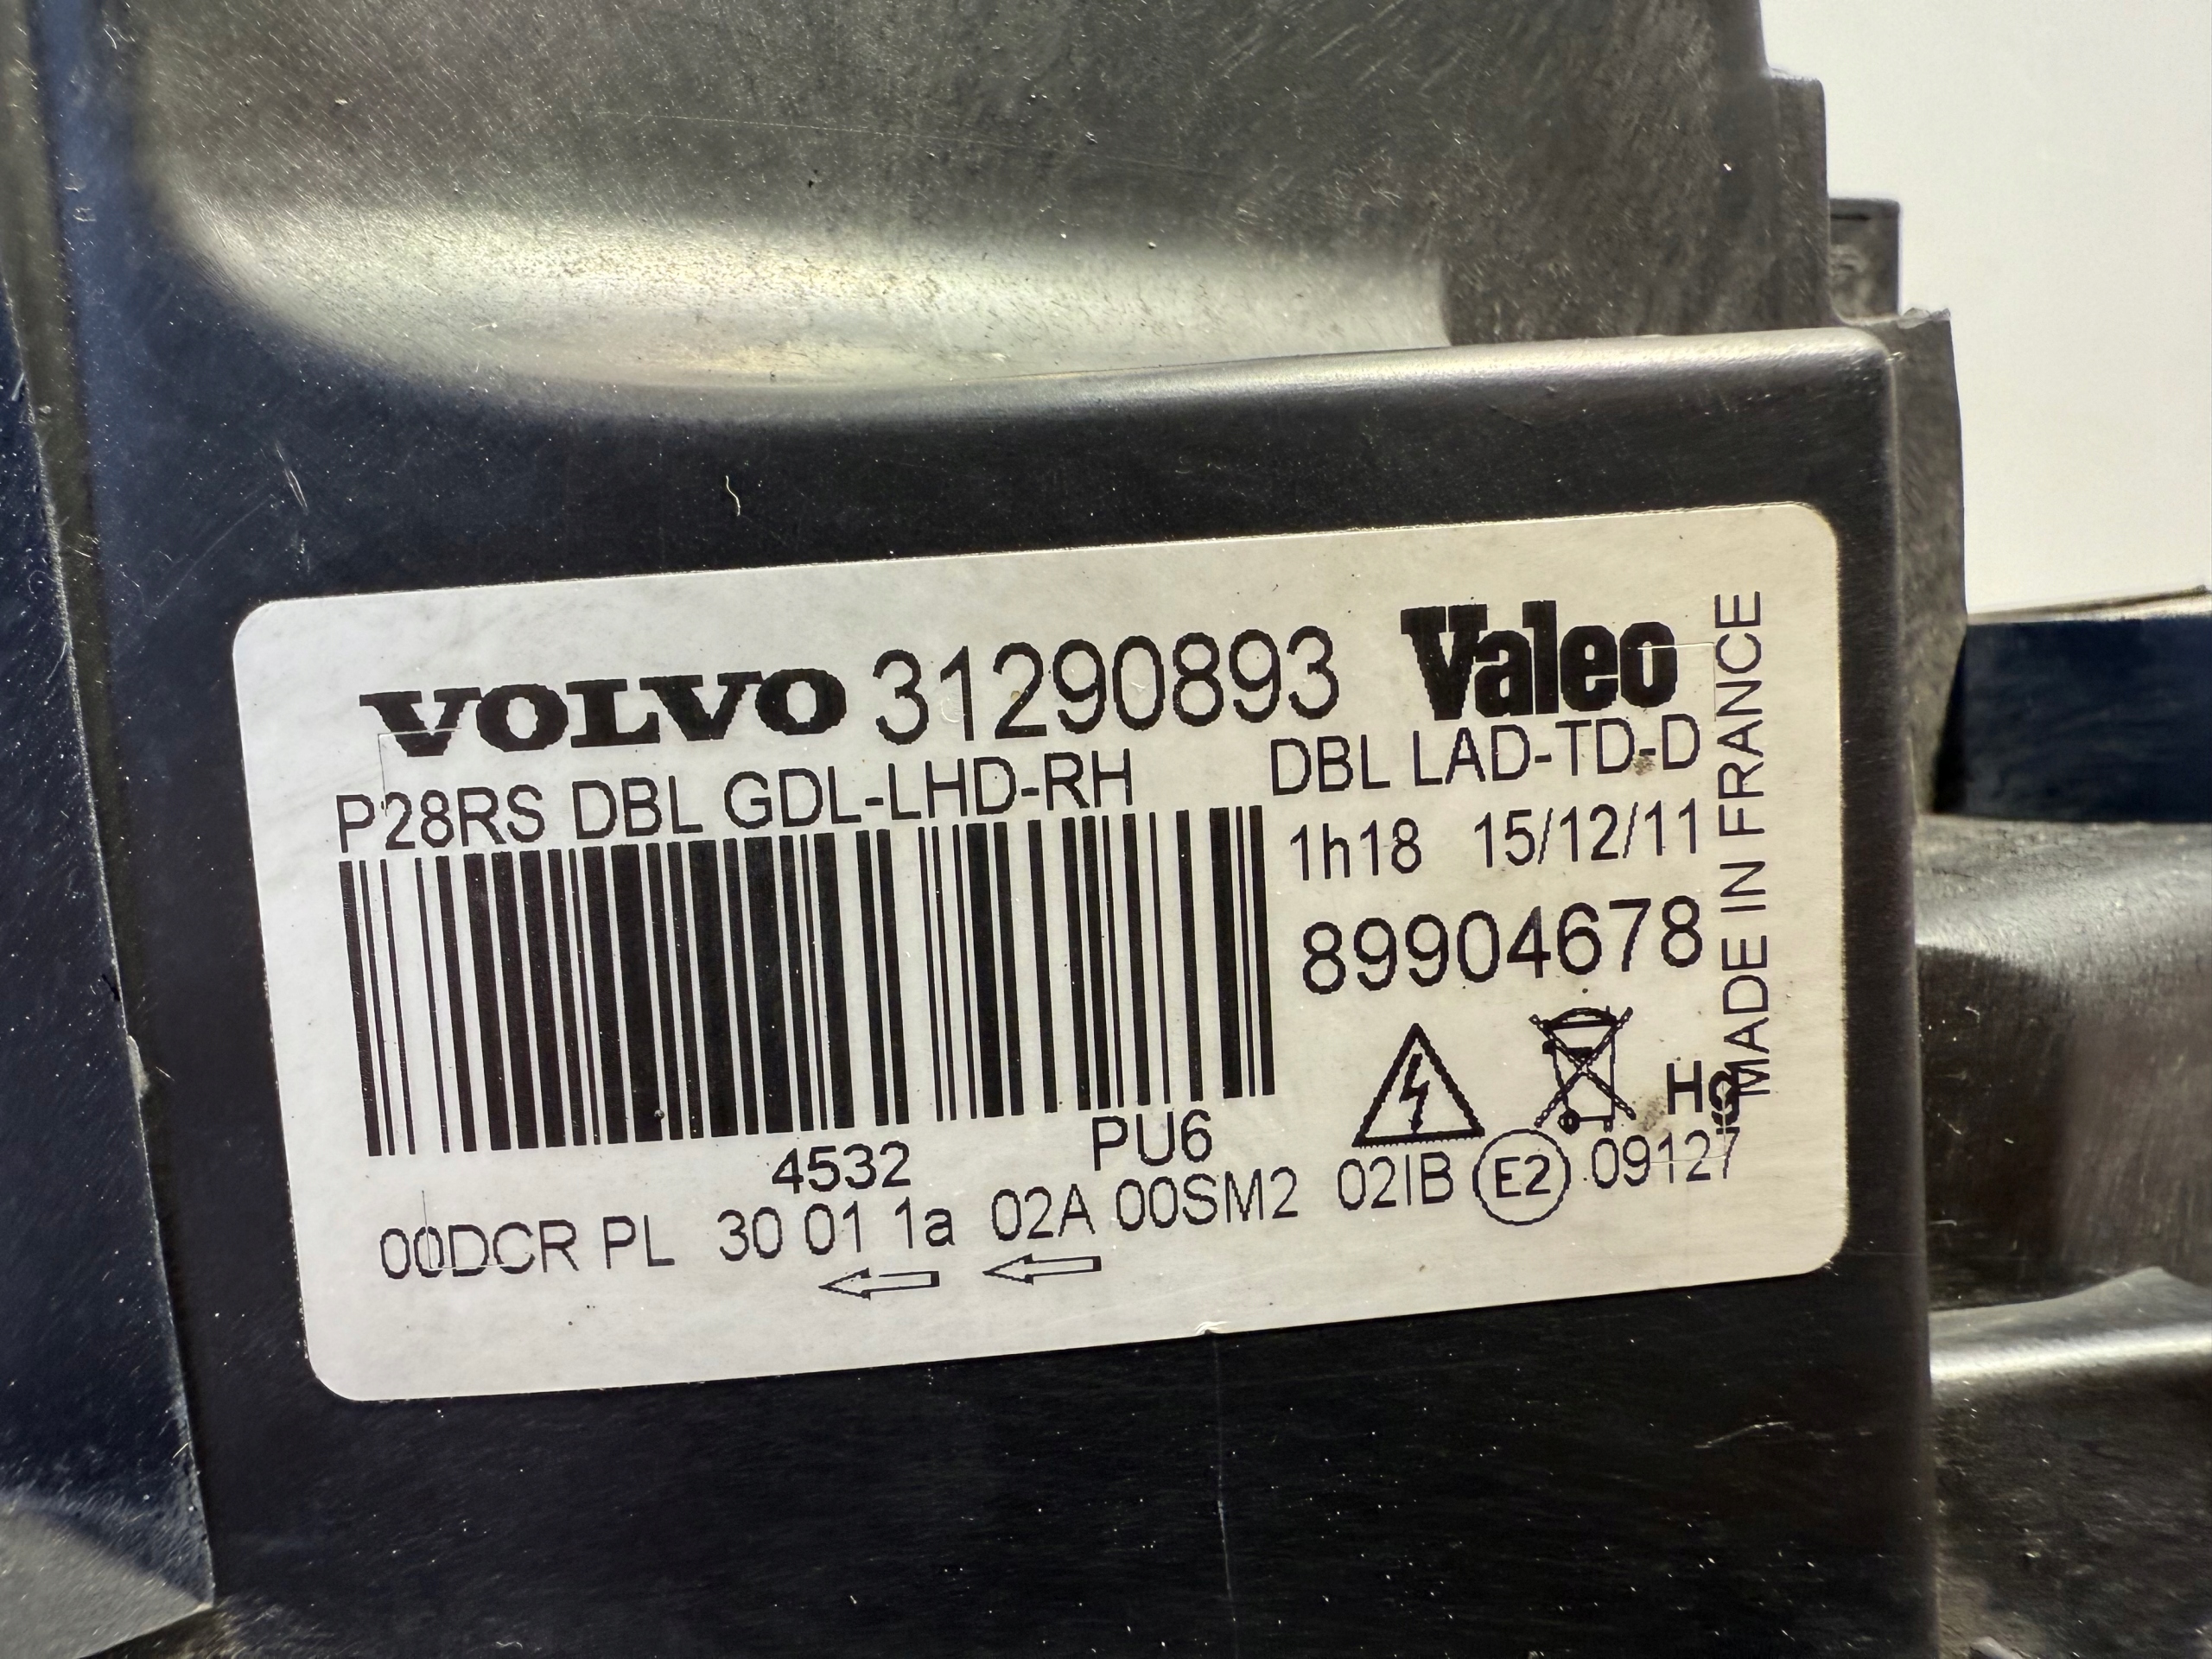 VOLVO 31290893 Valeo
P28RS DBL GDL-LHD-RH DBL LAD-TD-D
1h18 15/12/11
89904678
MADE IN FRANCE
Hg
4532 PU6
00DCR PL 30 01 1a 02A 00SM2 02IB E2 09127